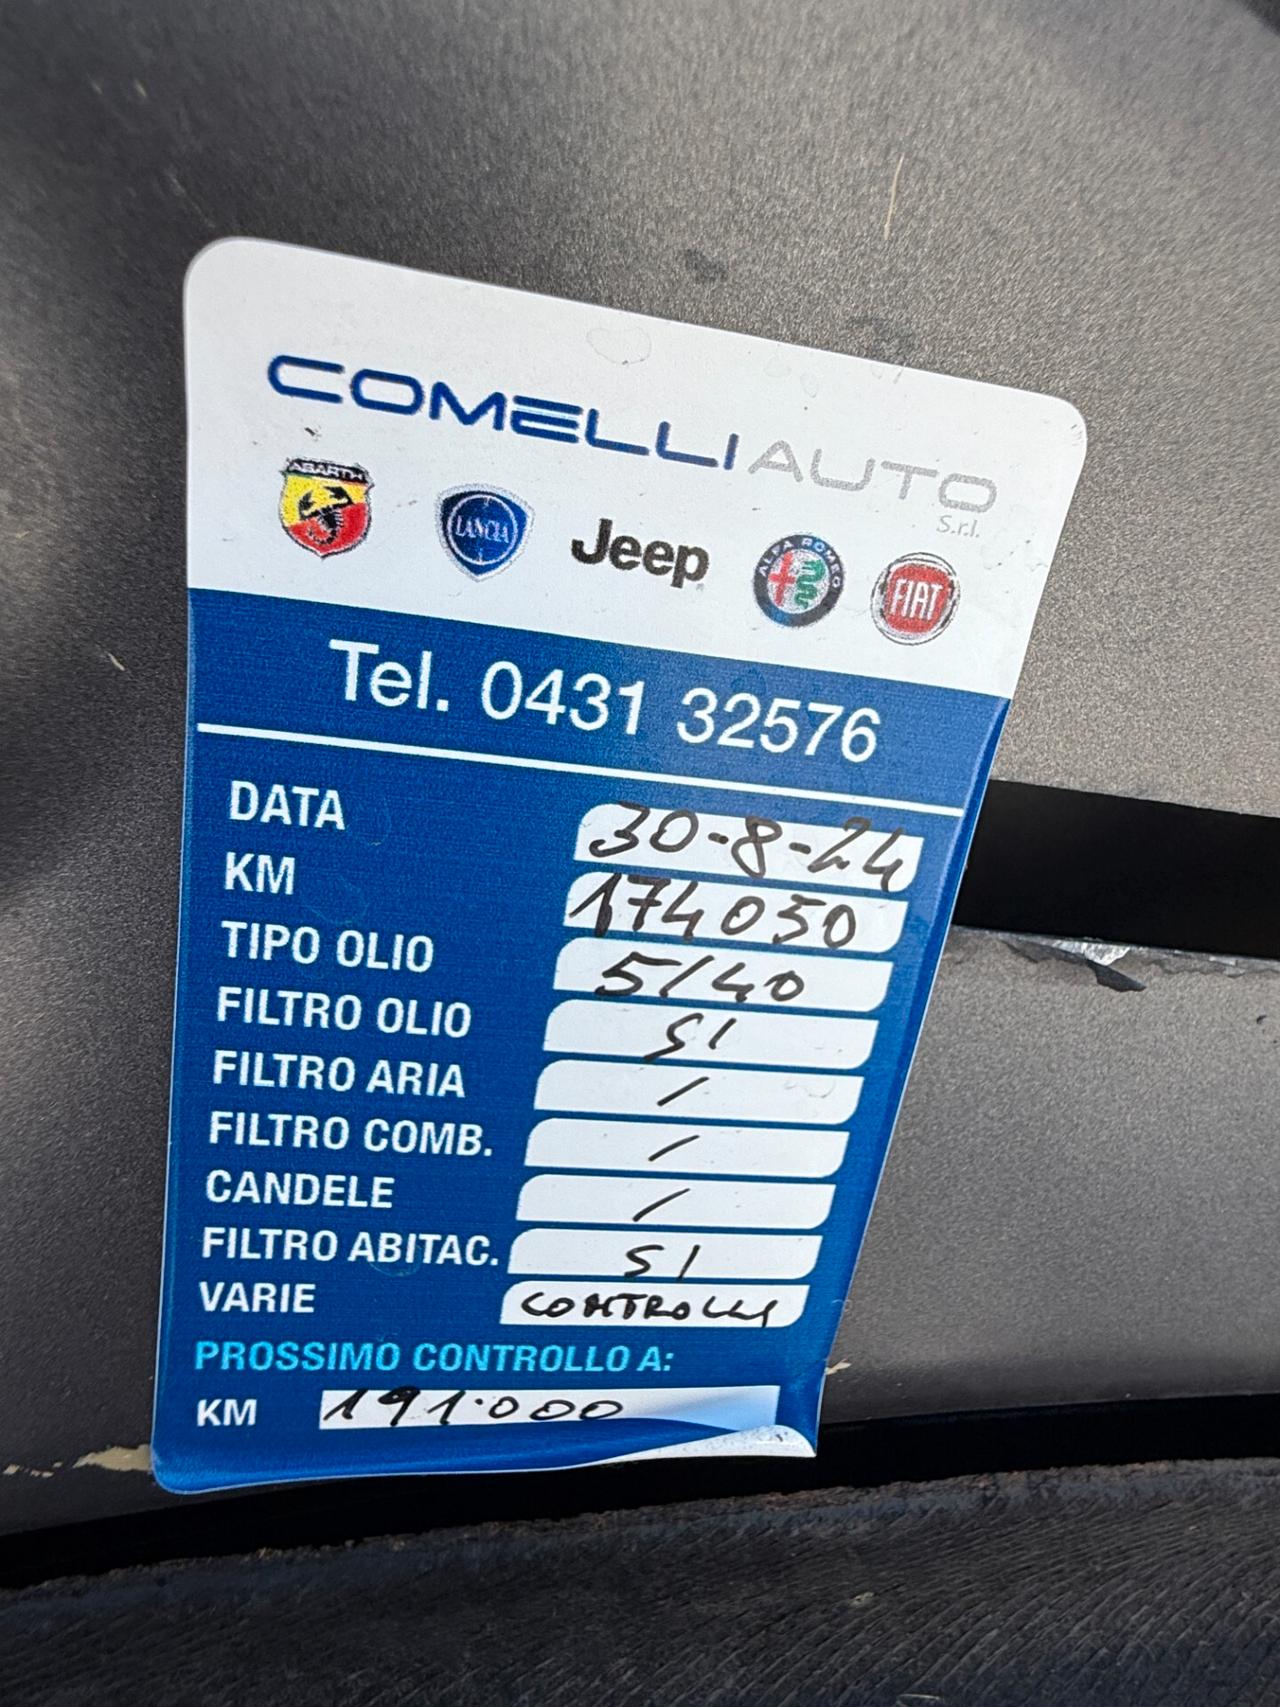 COMELLI AUTO
S.r.l.
ABARTH LANCIA Jeep ALFA ROMEO FIAT
Tel. 0431 32576
DATA 30-8-24
KM 174050
TIPO OLIO 5/40
FILTRO OLIO SI
FILTRO ARIA /
FILTRO COMB. /
CANDELE /
FILTRO ABITAC. SI
VARIE CONTROLLI
PROSSIMO CONTROLLO A:
KM 191.000